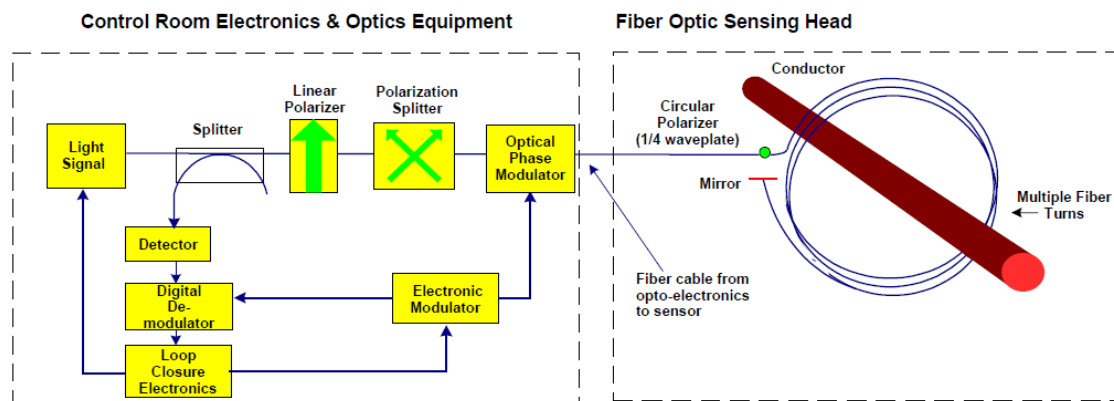 Control Room Electronics & Optics Equipment
Fiber Optic Sensing Head
Light
Signal
Splitter
Linear
Polarizer
Polarization
Splitter
Optical
Phase
Modulator
Detector
Digital
De-
modulator
Loop
Closure
Electronics
Electronic
Modulator
Conductor
Circular
Polarizer
(1/4 waveplate)
Mirror
Multiple Fiber
Turns
Fiber cable from
opto-electronics
to sensor